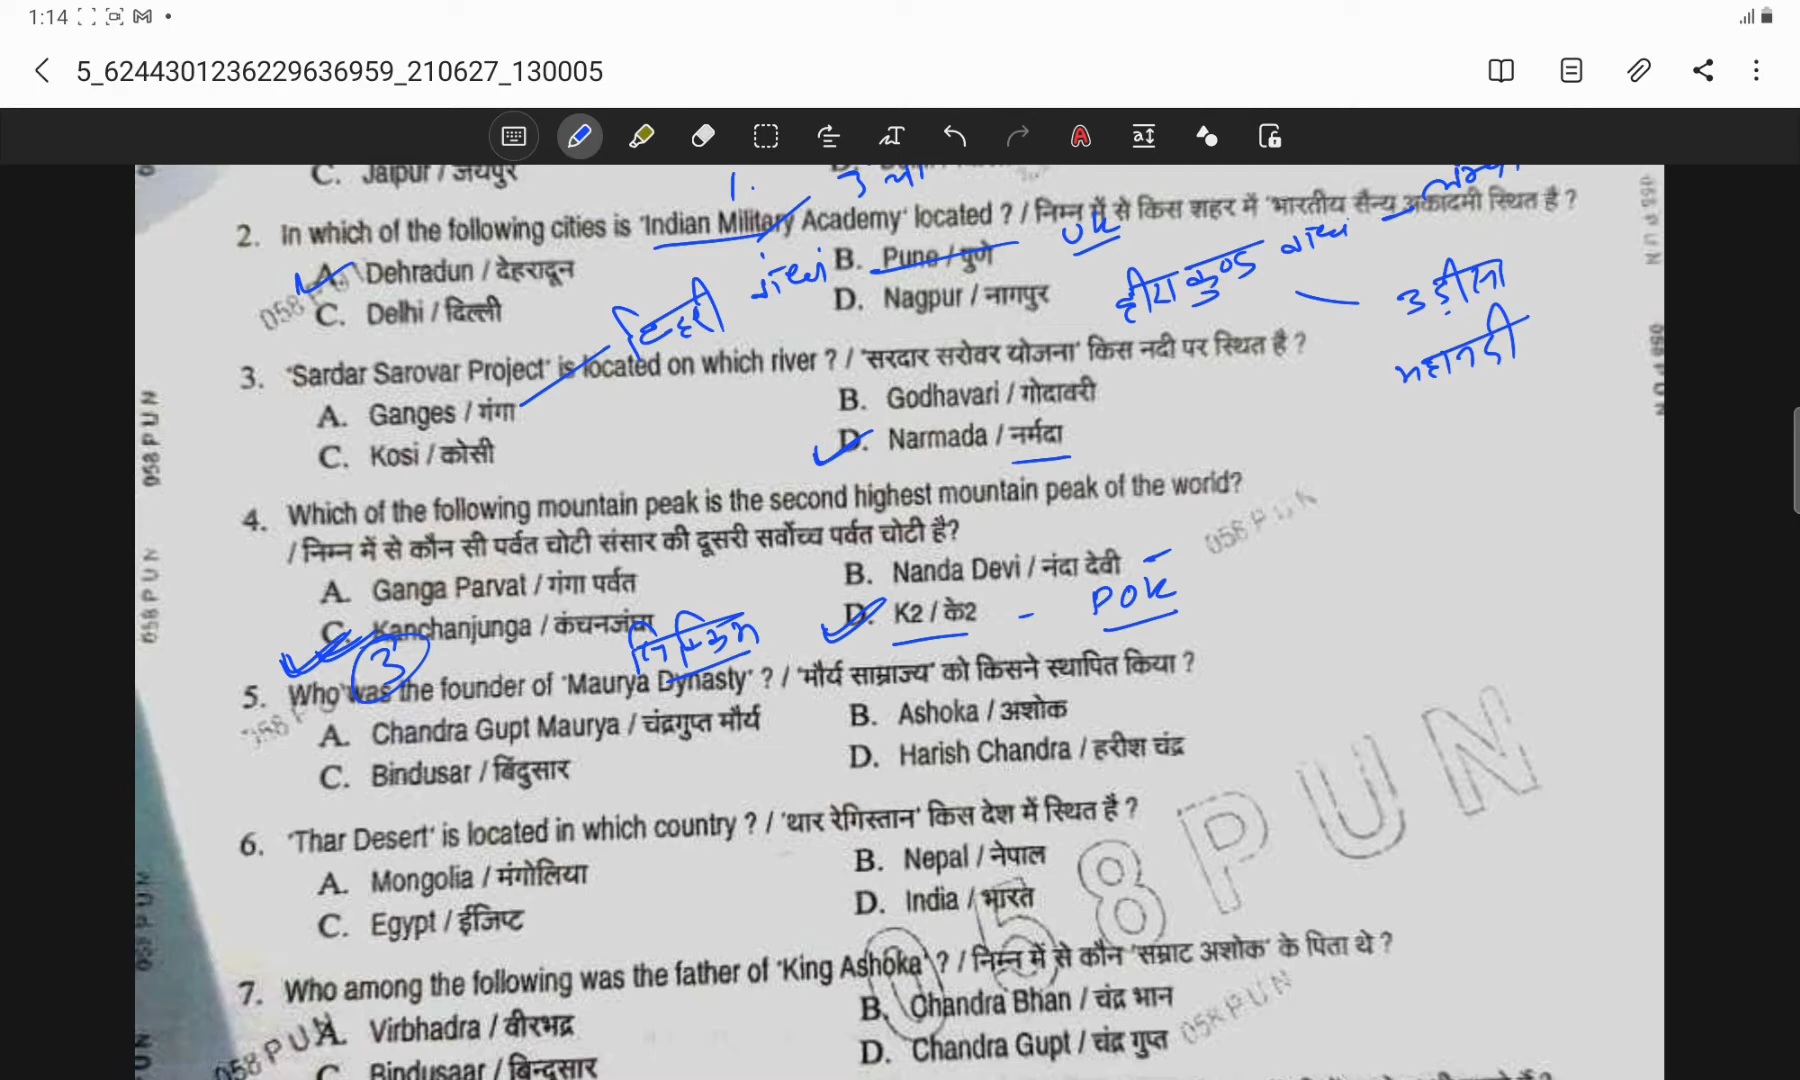 1:14
5_6244301236229636959_210627_130005
C. Jaipur / जयपुर
1.
2. In which of the following cities is 'Indian Military Academy' located ? / निम्न में से किस शहर में 'भारतीय सैन्य अकादमी स्थित है ?
A. Dehradun / देहरादून
B. Pune / पुणे
UK
C. Delhi / दिल्ली
D. Nagpur / नागपुर
महानदी
3. 'Sardar Sarovar Project' is located on which river ? / 'सरदार सरोवर योजना' किस नदी पर स्थित है ?
A. Ganges / गंगा
B. Godhavari / गोदावरी
C. Kosi / कोसी
D. Narmada / नर्मदा
4. Which of the following mountain peak is the second highest mountain peak of the world?
/ निम्न में से कौन सी पर्वत चोटी संसार की दूसरी सर्वोच्च पर्वत चोटी है?
A. Ganga Parvat / गंगा पर्वत
B. Nanda Devi / नंदा देवी
C. Kanchanjunga / कंचनजंघा
D. K2 / के2 - POK
3
5. Who was the founder of 'Maurya Dynasty' ? / 'मौर्य साम्राज्य' को किसने स्थापित किया ?
A. Chandra Gupt Maurya / चंद्रगुप्त मौर्य
B. Ashoka / अशोक
C. Bindusar / बिंदुसार
D. Harish Chandra / हरीश चंद्र
6. 'Thar Desert' is located in which country ? / 'थार रेगिस्तान' किस देश में स्थित है ?
A. Mongolia / मंगोलिया
B. Nepal / नेपाल
C. Egypt / ईजिप्ट
D. India / भारत
7. Who among the following was the father of 'King Ashoka' ? / निम्न में से कौन 'सम्राट अशोक' के पिता थे ?
A. Virbhadra / वीरभद्र
B. Chandra Bhan / चंद्र भान
C. Bindusaar / बिन्दुसार
D. Chandra Gupt / चंद्र गुप्त
058PUN
058PUN
058PUN
058PUN
058PUN